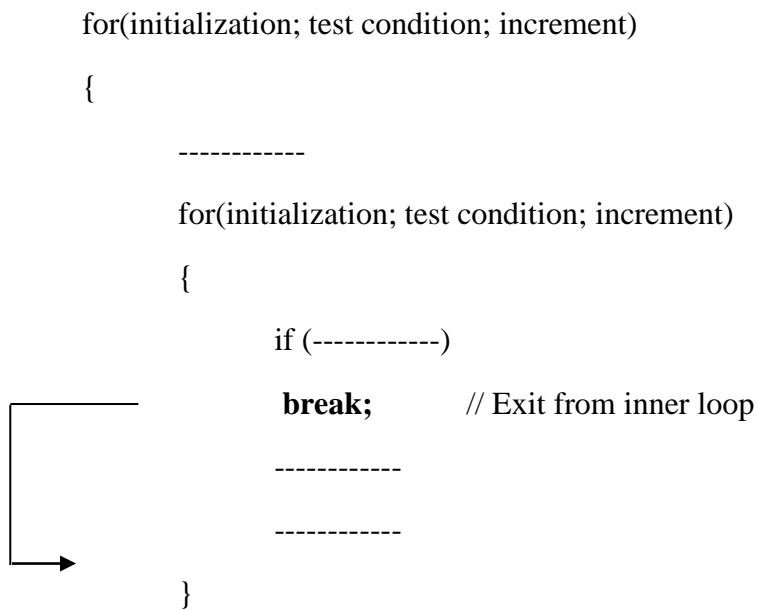 for(initialization; test condition; increment)
{
------------
for(initialization; test condition; increment)
{
if (------------)
break; // Exit from inner loop
------------
------------
}